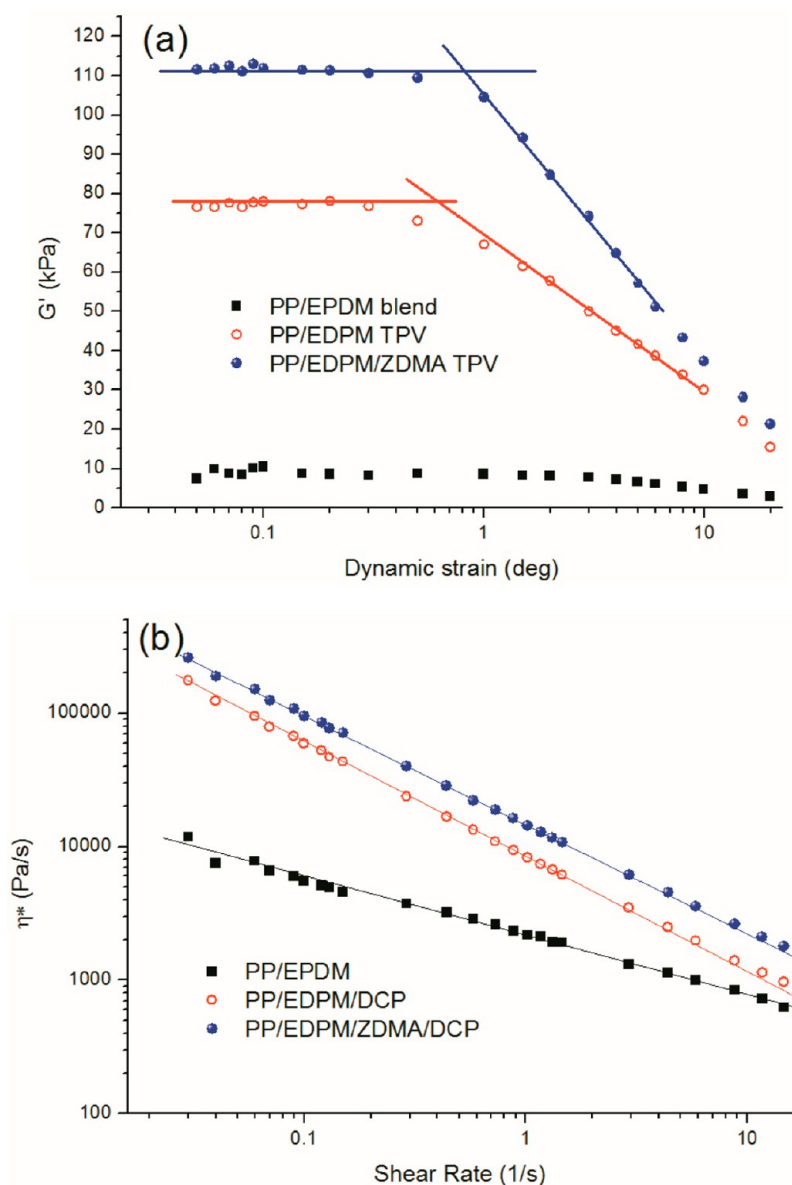 (a)
120
110
100
90
80
70
60
50
40
30
20
10
0
G' (kPa)
PP/EPDM blend
PP/EDPM TPV
PP/EDPM/ZDMA TPV
0.1
1
10
Dynamic strain (deg)
(b)
100000
10000
1000
100
η* (Pa/s)
PP/EPDM
PP/EDPM/DCP
PP/EDPM/ZDMA/DCP
0.1
1
10
Shear Rate (1/s)